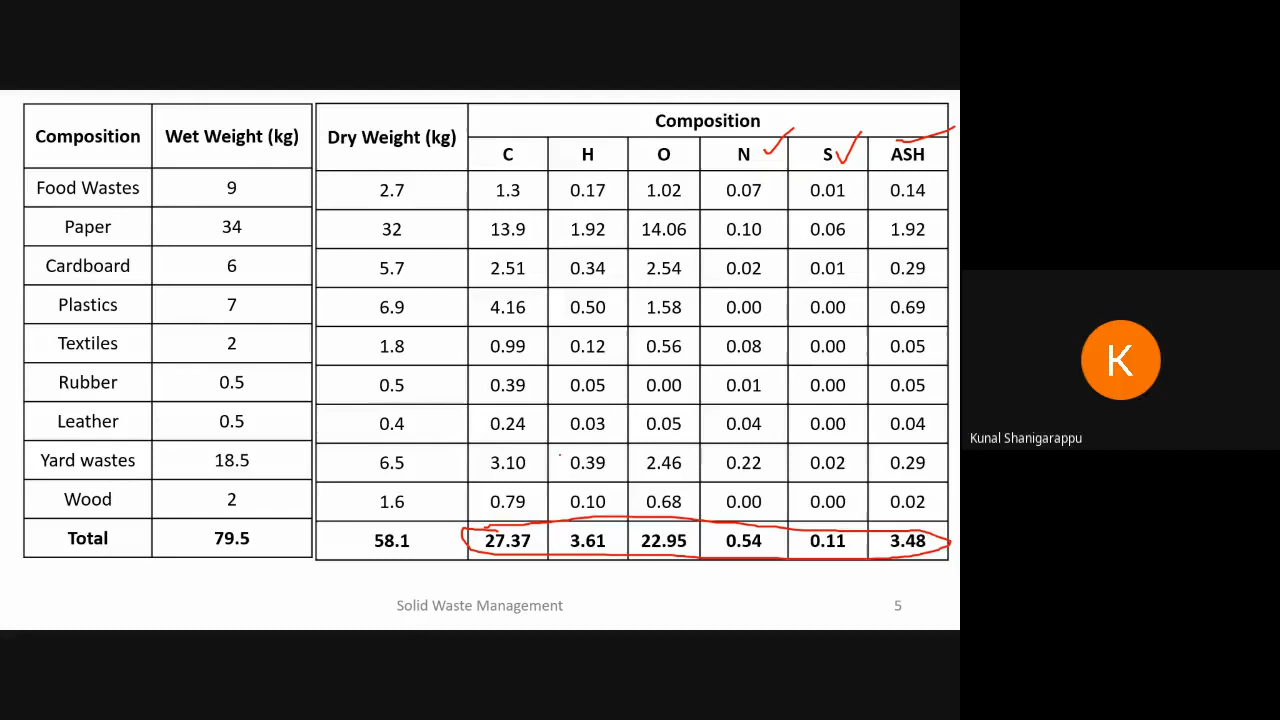 Composition Wet Weight (kg) Dry Weight (kg) Composition
C H O N S ASH
Food Wastes 9 2.7 1.3 0.17 1.02 0.07 0.01 0.14
Paper 34 32 13.9 1.92 14.06 0.10 0.06 1.92
Cardboard 6 5.7 2.51 0.34 2.54 0.02 0.01 0.29
Plastics 7 6.9 4.16 0.50 1.58 0.00 0.00 0.69
Textiles 2 1.8 0.99 0.12 0.56 0.08 0.00 0.05
Rubber 0.5 0.5 0.39 0.05 0.00 0.01 0.00 0.05
Leather 0.5 0.4 0.24 0.03 0.05 0.04 0.00 0.04
Yard wastes 18.5 6.5 3.10 0.39 2.46 0.22 0.02 0.29
Wood 2 1.6 0.79 0.10 0.68 0.00 0.00 0.02
Total 79.5 58.1 27.37 3.61 22.95 0.54 0.11 3.48
Solid Waste Management 5
K
Kunal Shanigarappu